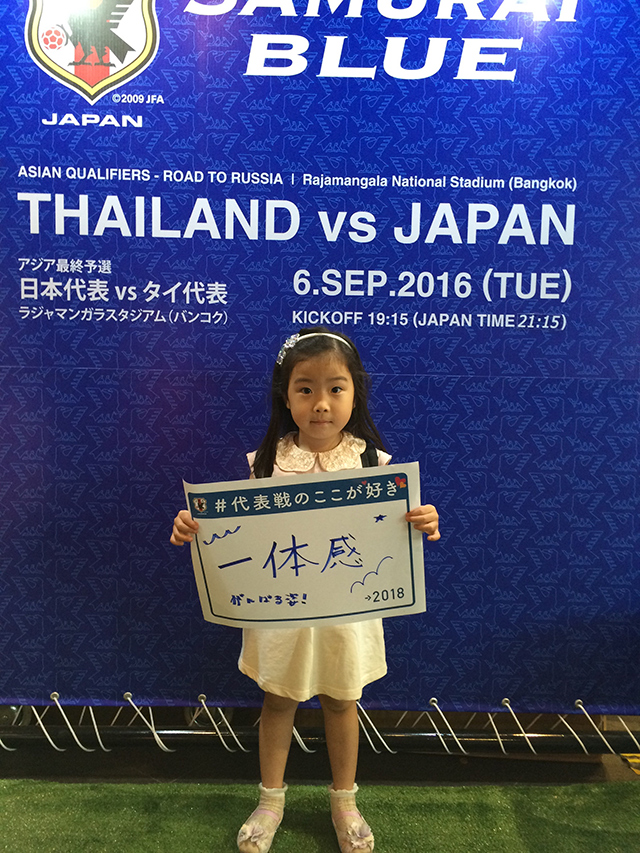 SAMURAI
BLUE
©2009 JFA
JAPAN
ASIAN QUALIFIERS - ROAD TO RUSSIA | Rajamangala National Stadium (Bangkok)
THAILAND vs JAPAN
アジア最終予選
日本代表 vs タイ代表
ラジャマンガラスタジアム（バンコク）
6.SEP.2016 (TUE)
KICKOFF 19:15 (JAPAN TIME 21:15)
#代表戦のここが好き
一体感
がんばる姿!
→2018